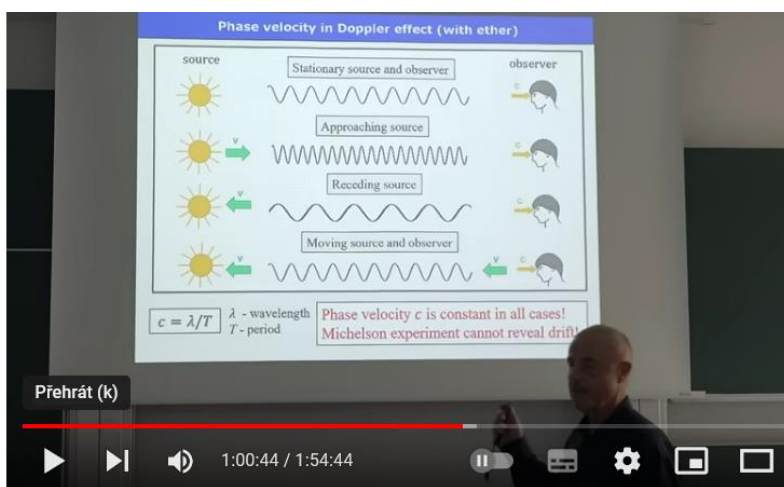 Phase velocity in Doppler effect (with ether)
source
Stationary source and observer
observer
c
Approaching source
v
c
Receding source
v
c
Moving source and observer
v
v
c
c = λ/T
λ - wavelength
T - period
Phase velocity c is constant in all cases!
Michelson experiment cannot reveal drift!
Přehrát (k)
1:00:44 / 1:54:44